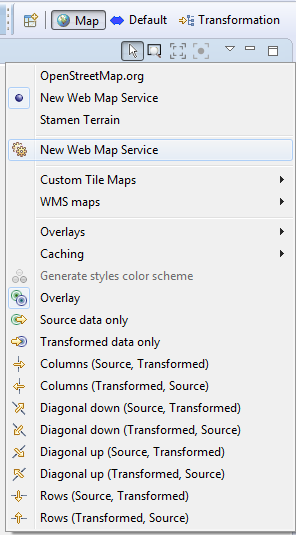 Map Default Transformation
OpenStreetMap.org
New Web Map Service
Stamen Terrain
New Web Map Service
Custom Tile Maps
WMS maps
Overlays
Caching
Generate styles color scheme
Overlay
Source data only
Transformed data only
Columns (Source, Transformed)
Columns (Transformed, Source)
Diagonal down (Source, Transformed)
Diagonal down (Transformed, Source)
Diagonal up (Source, Transformed)
Diagonal up (Transformed, Source)
Rows (Source, Transformed)
Rows (Transformed, Source)